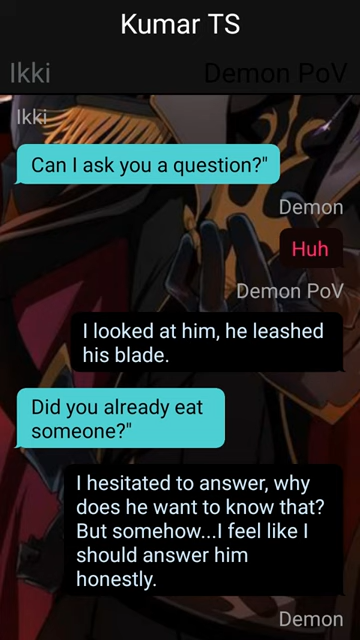 Kumar TS
Ikki
Demon PoV
Ikki
Can I ask you a question?"
Demon
Huh
Demon PoV
I looked at him, he leashed
his blade.
Did you already eat
someone?"
I hesitated to answer, why
does he want to know that?
But somehow...I feel like I
should answer him
honestly.
Demon